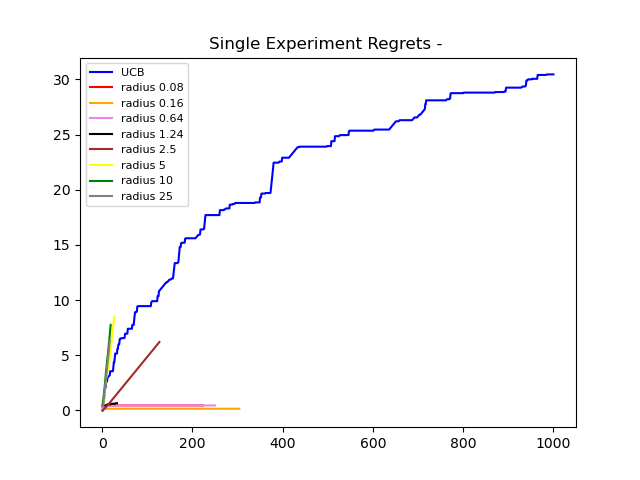 Single Experiment Regrets -
UCB
radius 0.08
radius 0.16
radius 0.64
radius 1.24
radius 2.5
radius 5
radius 10
radius 25
30
25
20
15
10
5
0
0 200 400 600 800 1000